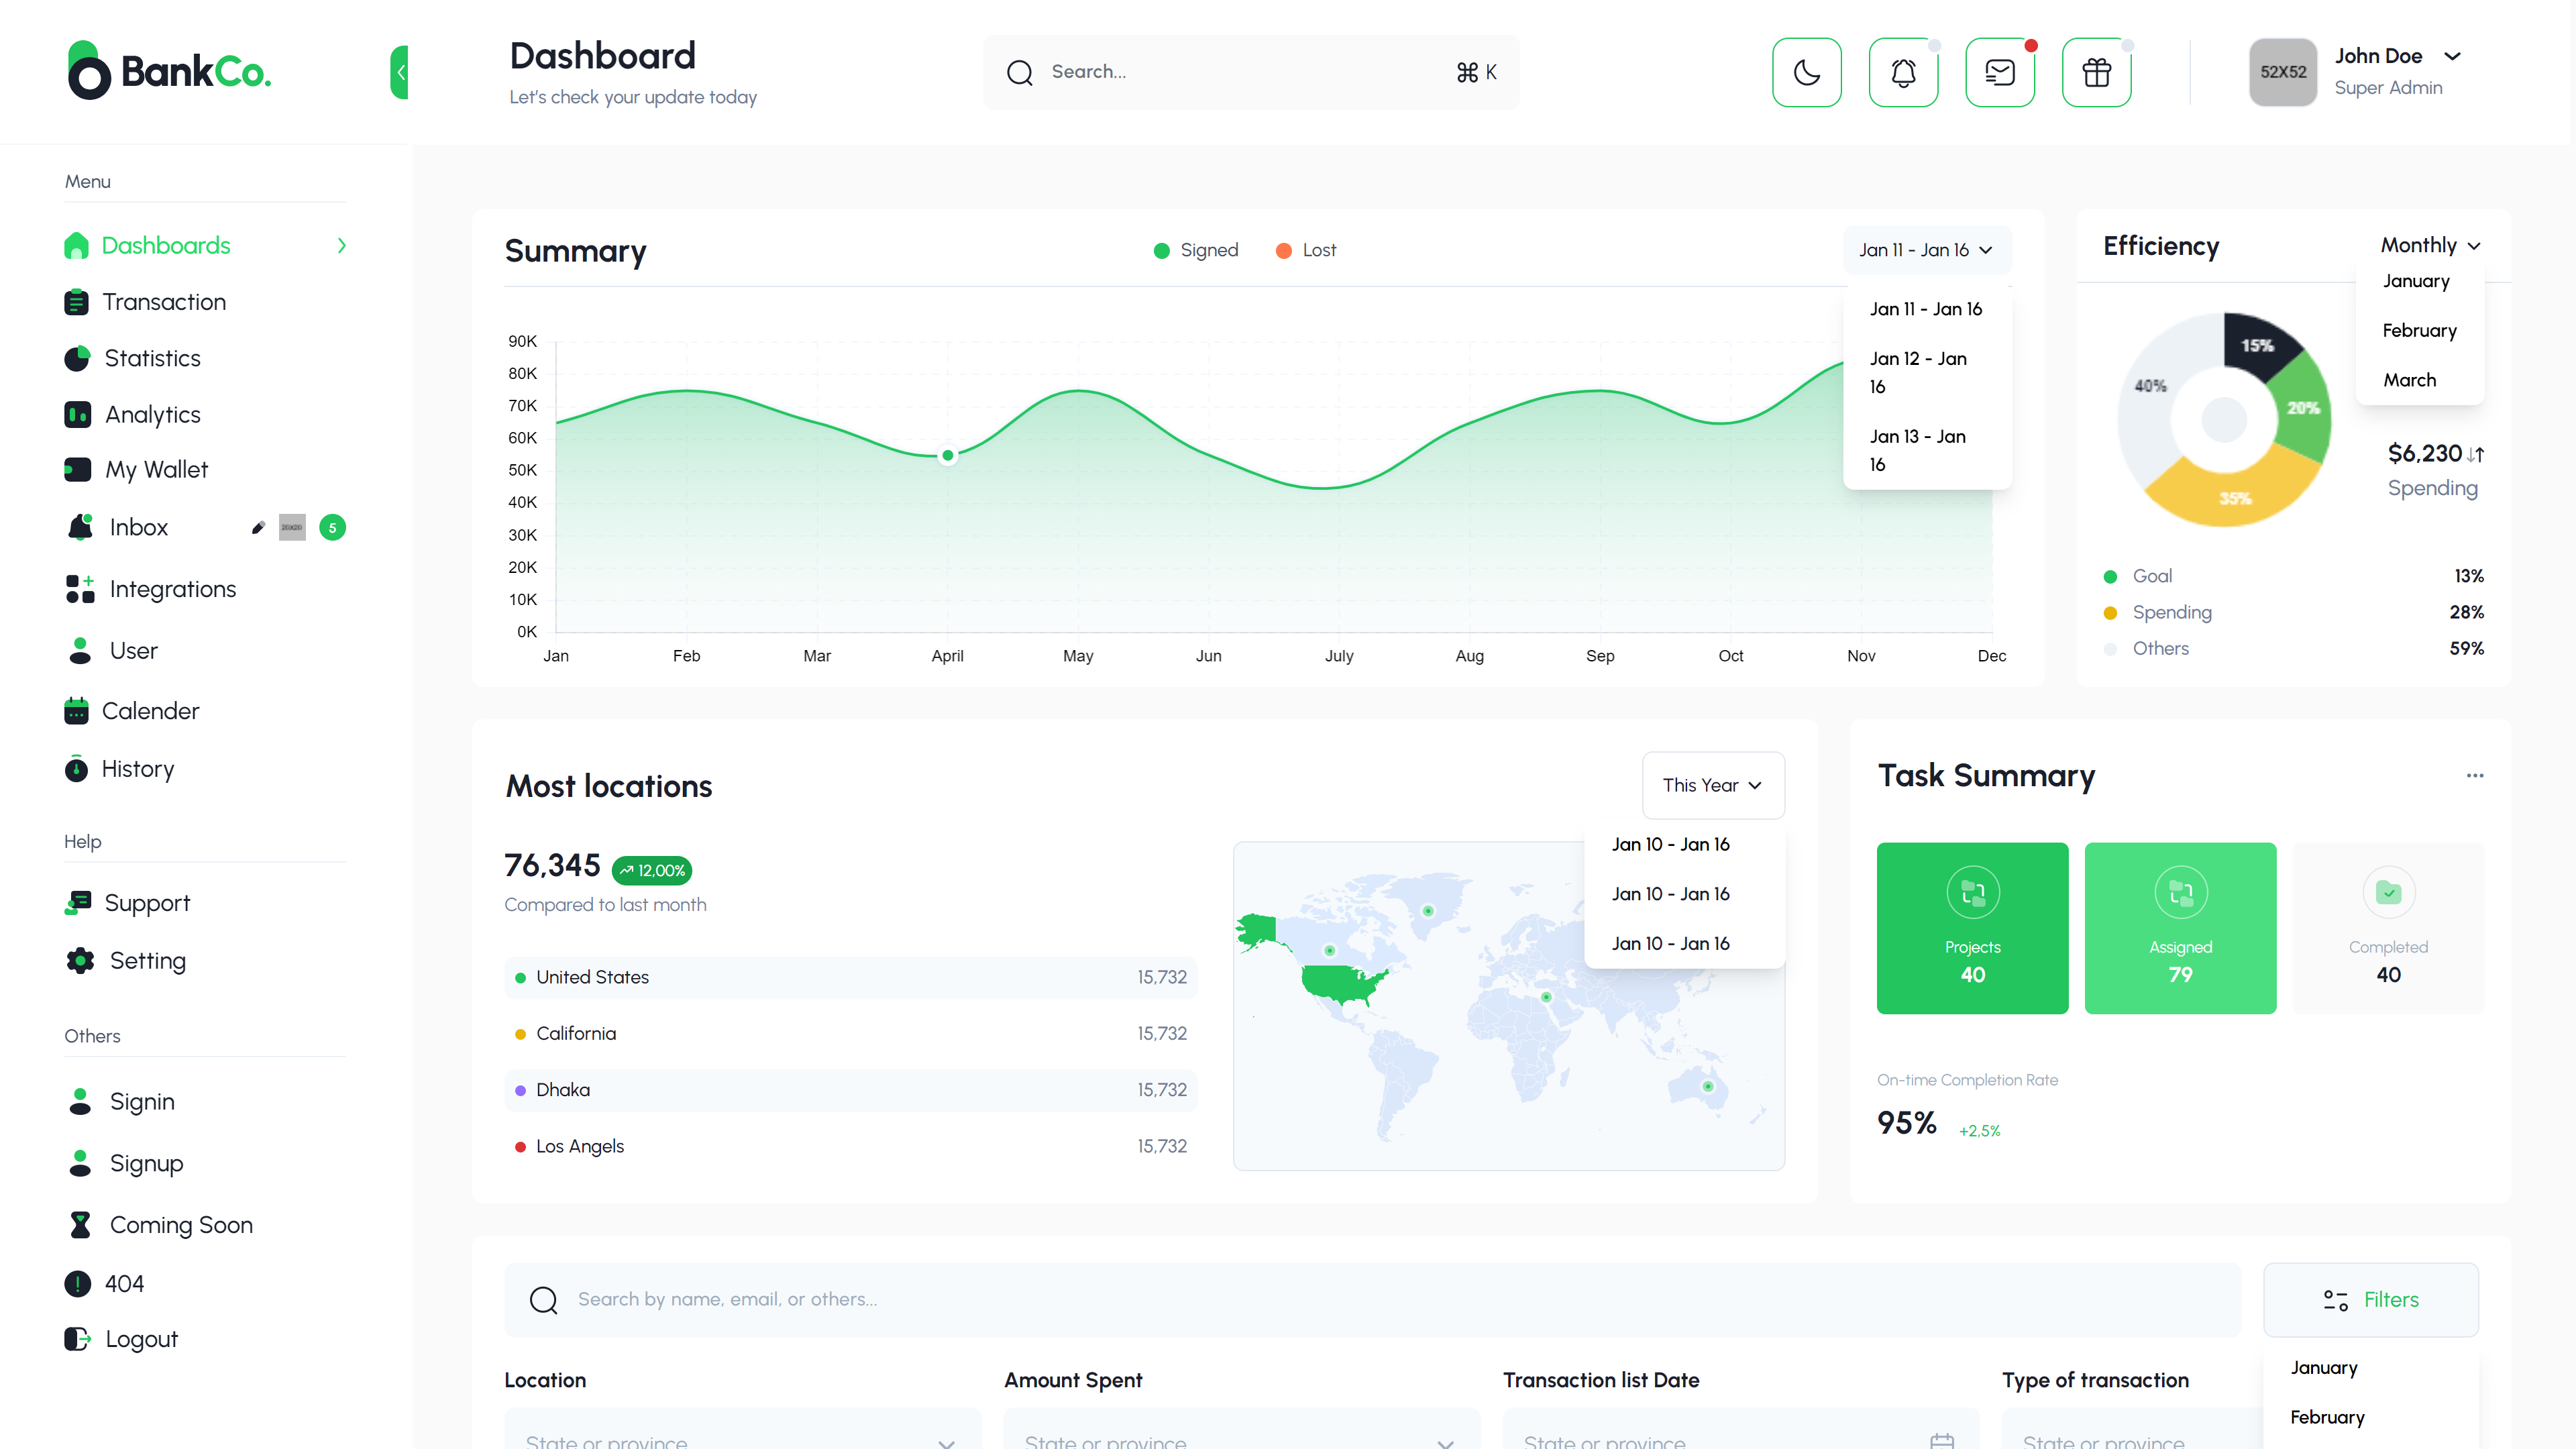 BankCo.
Dashboard
Let's check your update today
Search...
⌘ K
52X52
John Doe
Super Admin
Menu
Dashboards
Transaction
Statistics
Analytics
My Wallet
Inbox
20X20
5
Integrations
User
Calender
History
Help
Support
Setting
Others
Signin
Signup
Coming Soon
404
Logout
Summary
Signed
Lost
Jan 11 - Jan 16
Jan 11 - Jan 16
Jan 12 - Jan
16
Jan 13 - Jan
16
90K
80K
70K
60K
50K
40K
30K
20K
10K
0K
Jan Feb Mar April May Jun July Aug Sep Oct Nov Dec
Efficiency
Monthly
January
February
March
15%
20%
35%
40%
$6,230
Spending
Goal 13%
Spending 28%
Others 59%
Most locations
This Year
Jan 10 - Jan 16
Jan 10 - Jan 16
Jan 10 - Jan 16
76,345
12,00%
Compared to last month
United States 15,732
California 15,732
Dhaka 15,732
Los Angels 15,732
Task Summary
...
Projects
40
Assigned
79
Completed
40
On-time Completion Rate
95% +2,5%
Search by name, email, or others...
Filters
January
February
Location
Amount Spent
Transaction list Date
Type of transaction
State or province
State or province
State or province
State or province